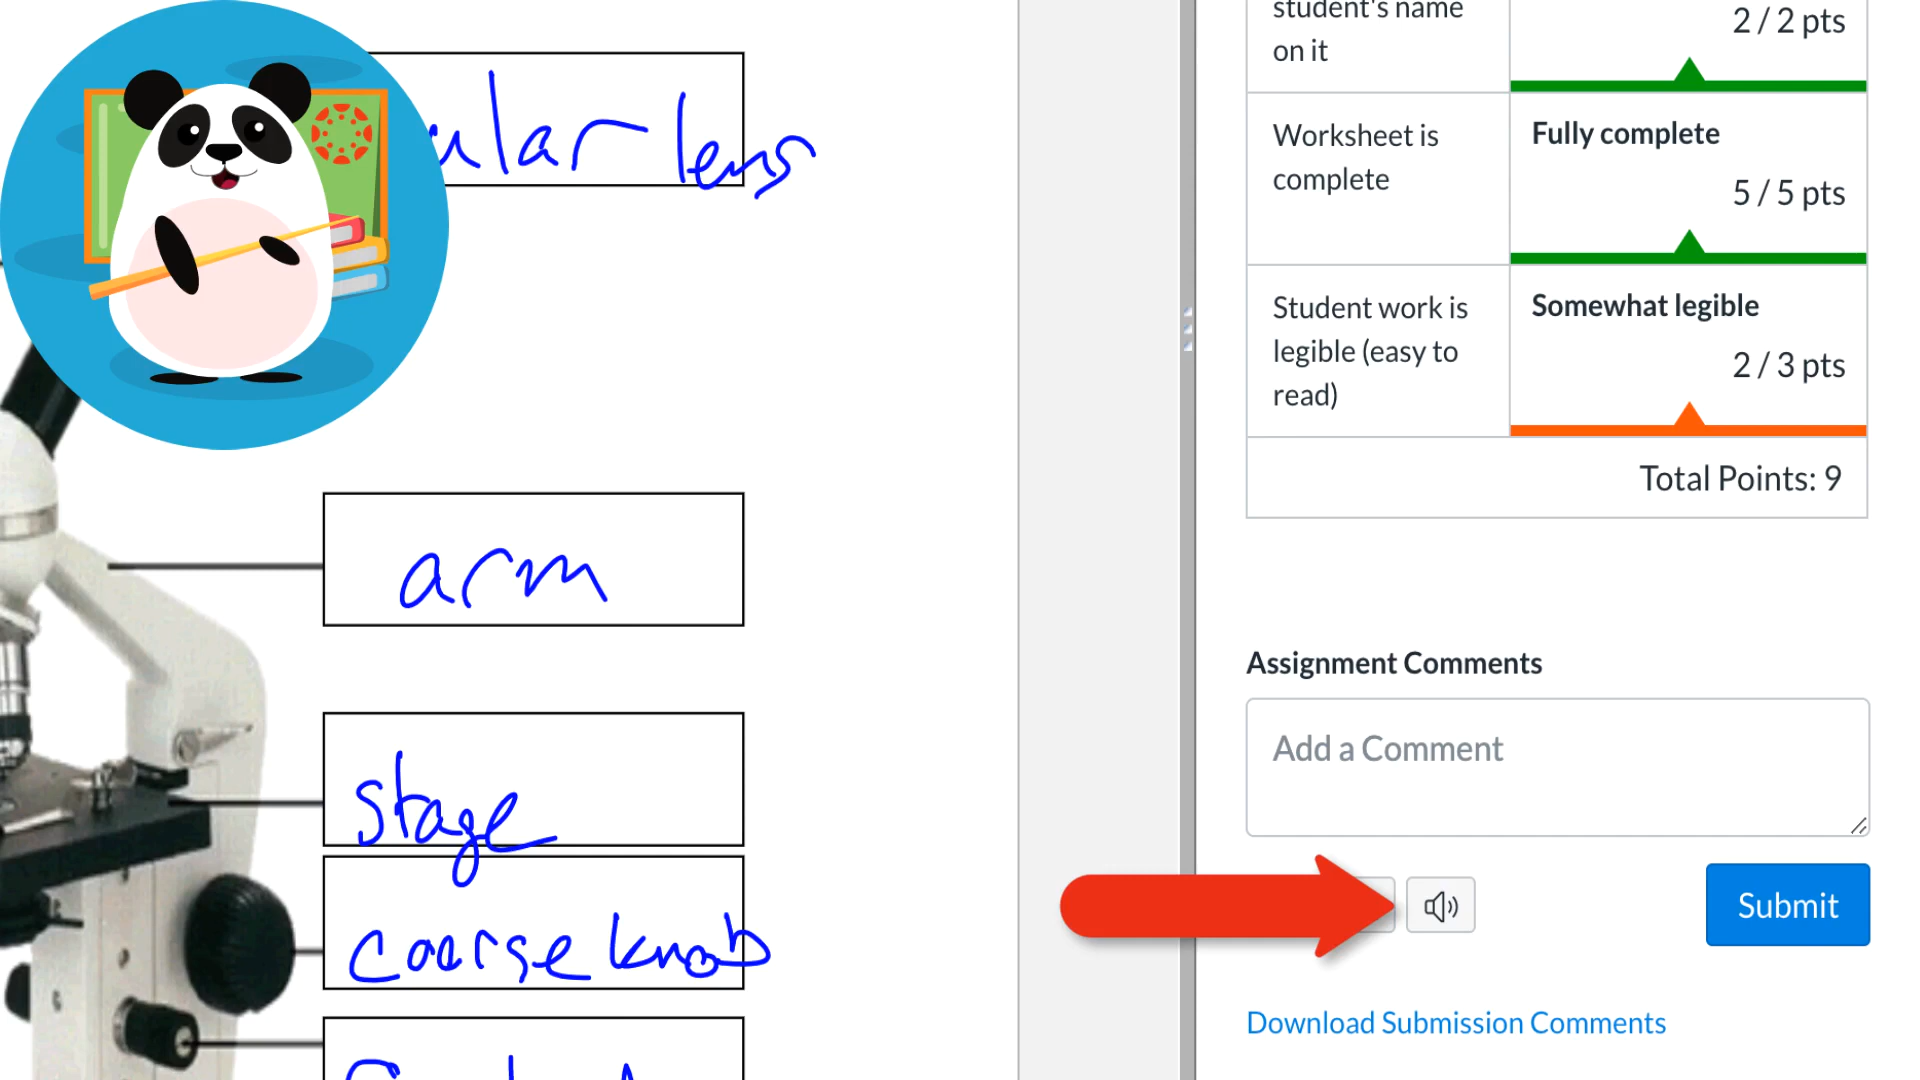 ular lens
arm
stage
coarse knob
student's name
on it
2 / 2 pts
Worksheet is
complete
Fully complete
5 / 5 pts
Student work is
legible (easy to
read)
Somewhat legible
2 / 3 pts
Total Points: 9
Assignment Comments
Add a Comment
Submit
Download Submission Comments